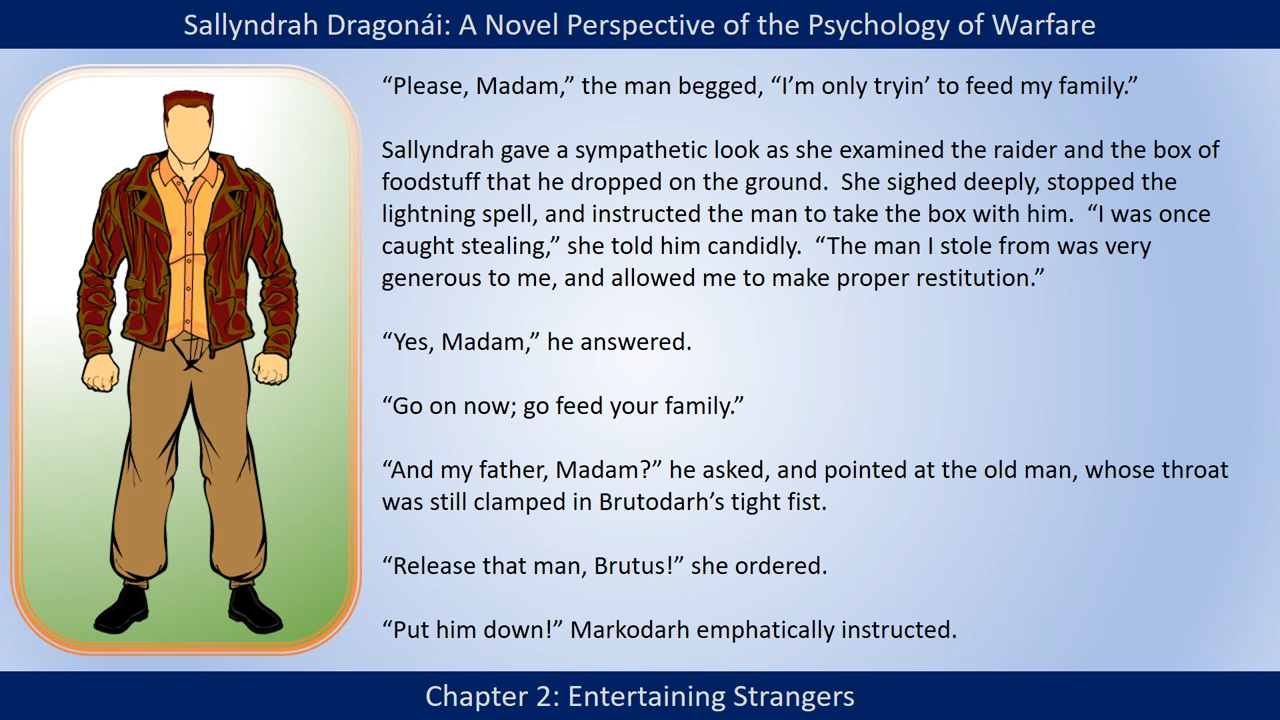 Sallyndrah Dragonái: A Novel Perspective of the Psychology of Warfare
“Please, Madam,” the man begged, “I’m only tryin’ to feed my family.”
Sallyndrah gave a sympathetic look as she examined the raider and the box of
foodstuff that he dropped on the ground.  She sighed deeply, stopped the
lightning spell, and instructed the man to take the box with him.  “I was once
caught stealing,” she told him candidly.  “The man I stole from was very
generous to me, and allowed me to make proper restitution.”
“Yes, Madam,” he answered.
“Go on now; go feed your family.”
“And my father, Madam?” he asked, and pointed at the old man, whose throat
was still clamped in Brutodarh’s tight fist.
“Release that man, Brutus!” she ordered.
“Put him down!” Markodarh emphatically instructed.
Chapter 2: Entertaining Strangers